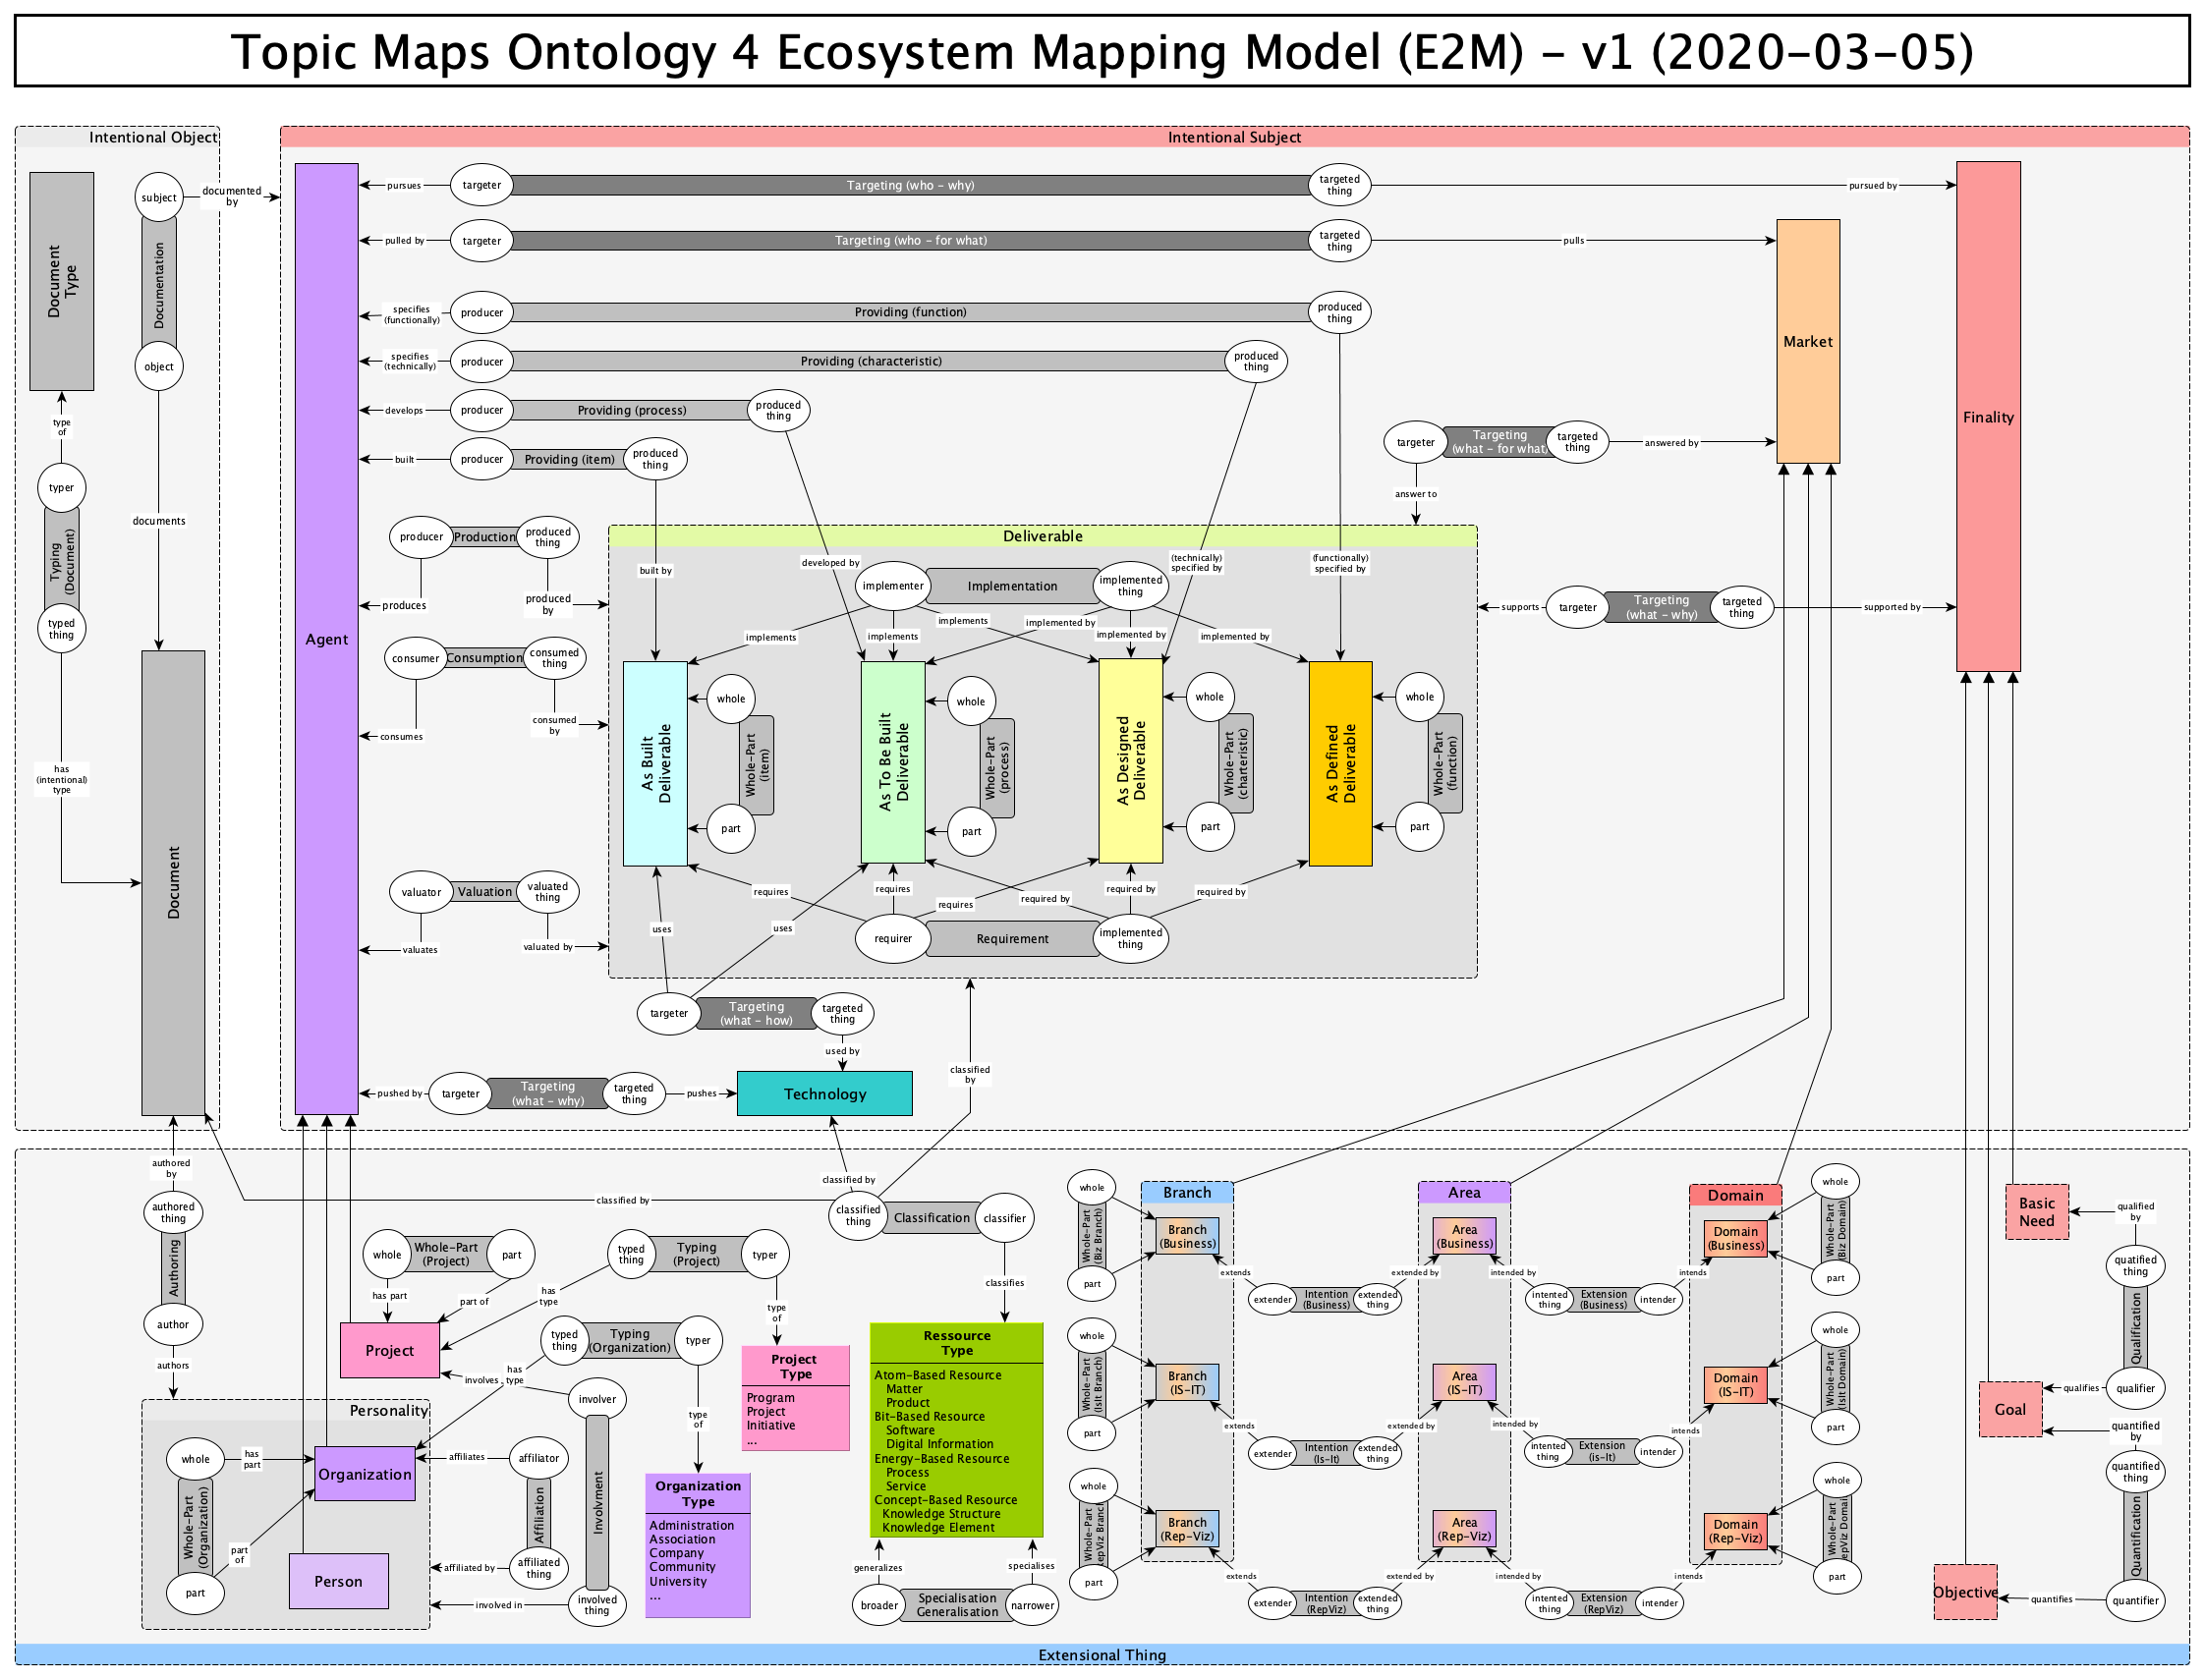 Topic Maps Ontology 4 Ecosystem Mapping Model (E2M) - v1 (2020-03-05)
Intentional Object
Document
Type
subject
documented
by
Documentation
object
type
of
typer
Typing
(Document)
typed
thing
documents
has
(intentional)
type
Document
Intentional Subject
Agent
pursues
targeter
Targeting (who - why)
targeted
thing
pursued by
pulled by
targeter
Targeting (who - for what)
targeted
thing
pulls
specifies
(functionally)
producer
Providing (function)
produced
thing
specifies
(technically)
producer
Providing (characteristic)
produced
thing
develops
producer
Providing (process)
produced
thing
built
producer
Providing (item)
produced
thing
Market
Finality
targeter
Targeting
(what - for what)
targeted
thing
answered by
answer to
producer
Production
produced
thing
produces
produced
by
consumer
Consumption
consumed
thing
consumes
consumed
by
valuator
Valuation
valuated
thing
valuates
valuated by
supports
targeter
Targeting
(what - why)
targeted
thing
supported by
Deliverable
built by
developed by
(technically)
specified by
(functionally)
specified by
implementer
Implementation
implemented
thing
implements
implements
implements
implemented by
implemented by
implemented by
As Built
Deliverable
whole
Whole-Part
(item)
part
As To Be Built
Deliverable
whole
Whole-Part
(process)
part
As Designed
Deliverable
whole
Whole-Part
(charteristic)
part
As Defined
Deliverable
whole
Whole-Part
(function)
part
requires
requires
requires
required by
required by
required by
requirer
Requirement
implemented
thing
uses
uses
targeter
Targeting
(what - how)
targeted
thing
used by
classified
by
pushed by
targeter
Targeting
(what - why)
targeted
thing
pushes
Technology
authored
by
authored
thing
Authoring
author
authors
classified by
classified by
classified
thing
Classification
classifier
classifies
whole
Whole-Part
(Project)
part
has part
part of
typed
thing
Typing
(Project)
typer
has
type
type
of
Project
typed
thing
Typing
(Organization)
typer
has
type
type
of
involves
involver
Involvment
involved
thing
involved in
Personality
whole
has
part
Whole-Part
(Organization)
part
of
part
Organization
Person
affiliates
affiliator
Affiliation
affiliated
thing
affiliated by
Project
Type
Program
Project
Initiative
...
Organization
Type
Administration
Association
Company
Community
University
...
Ressource
Type
Atom-Based Resource
Matter
Product
Bit-Based Resource
Software
Digital Information
Energy-Based Resource
Process
Service
Concept-Based Resource
Knowledge Structure
Knowledge Element
generalizes
specialises
broader
Specialisation
Generalisation
narrower
Branch
Area
Domain
whole
Whole-Part
(Biz Branch)
part
Branch
(Business)
Area
(Business)
Domain
(Business)
whole
Whole-Part
(Biz Domain)
part
extends
extender
Intention
(Business)
extended
thing
extended by
intended by
intented
thing
Extension
(Business)
intender
intends
whole
Whole-Part
(IsIt Branch)
part
Branch
(IS-IT)
Area
(IS-IT)
Domain
(IS-IT)
whole
Whole-Part
(IsIt Domain)
part
extends
extender
Intention
(Is-It)
extended
thing
extended by
intended by
intented
thing
Extension
(is-It)
intender
intends
whole
Whole-Part
part
Branch
(Rep-Viz)
Area
(Rep-Viz)
Domain
(Rep-Viz)
whole
Whole-Part
part
extends
extender
Intention
(RepViz)
extended
thing
extended by
intended by
intented
thing
Extension
(RepViz)
intender
intends
Basic
Need
qualified
by
quatified
thing
Qualification
qualifier
qualifies
Goal
quantified
by
quantified
thing
Quantification
quantifier
quantifies
Objective
Extensional Thing